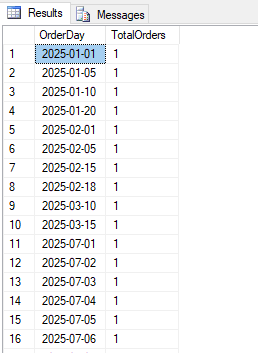 Results Messages
OrderDay TotalOrders
1 2025-01-01 1
2 2025-01-05 1
3 2025-01-10 1
4 2025-01-20 1
5 2025-02-01 1
6 2025-02-05 1
7 2025-02-15 1
8 2025-02-18 1
9 2025-03-10 1
10 2025-03-15 1
11 2025-07-01 1
12 2025-07-02 1
13 2025-07-03 1
14 2025-07-04 1
15 2025-07-05 1
16 2025-07-06 1